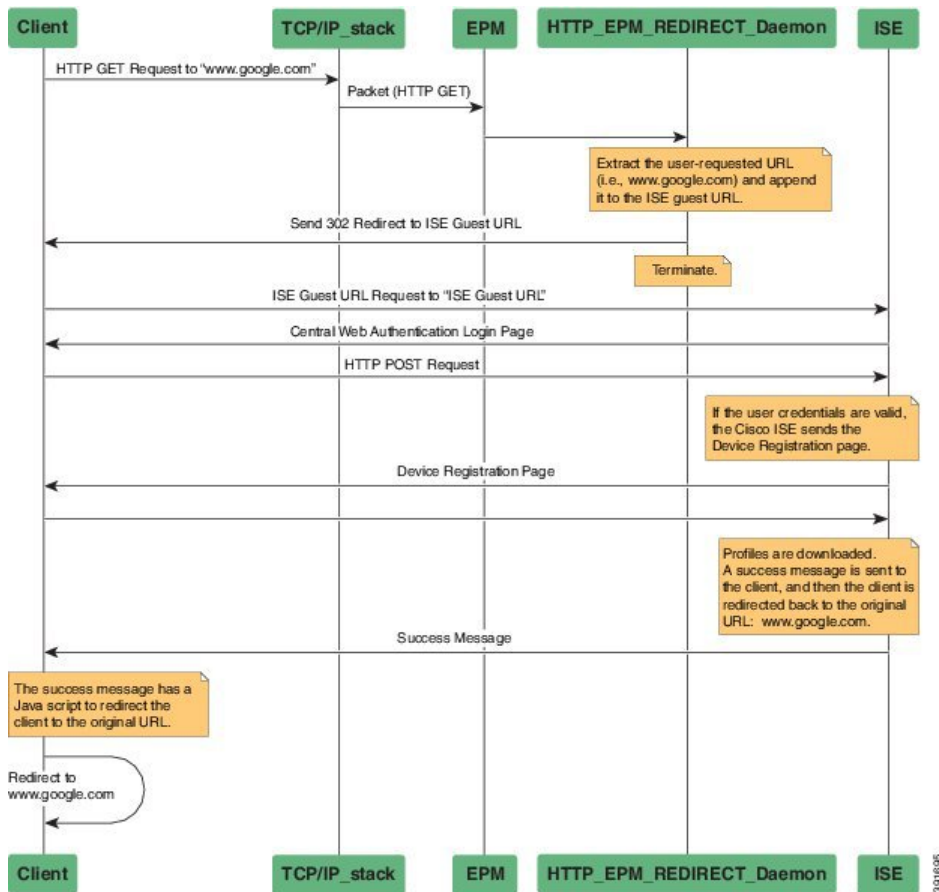 Client TCP/IP_stack EPM HTTP_EPM_REDIRECT_Daemon ISE
HTTP GET Request to "www.google.com"
Packet (HTTP GET)
Extract the user-requested URL
(i.e., www.google.com) and append
it to the ISE guest URL.
Send 302 Redirect to ISE Guest URL
Terminate.
ISE Guest URL Request to "ISE Guest URL"
Central Web Authentication Login Page
HTTP POST Request
If the user credentials are valid,
the Cisco ISE sends the
Device Registration page.
Device Registration Page
Profiles are downloaded.
A success message is sent to
the client, and then the client is
redirected back to the original
URL: www.google.com.
Success Message
The success message has a
Java script to redirect the
client to the original URL.
Redirect to
www.google.com
Client TCP/IP_stack EPM HTTP_EPM_REDIRECT_Daemon ISE